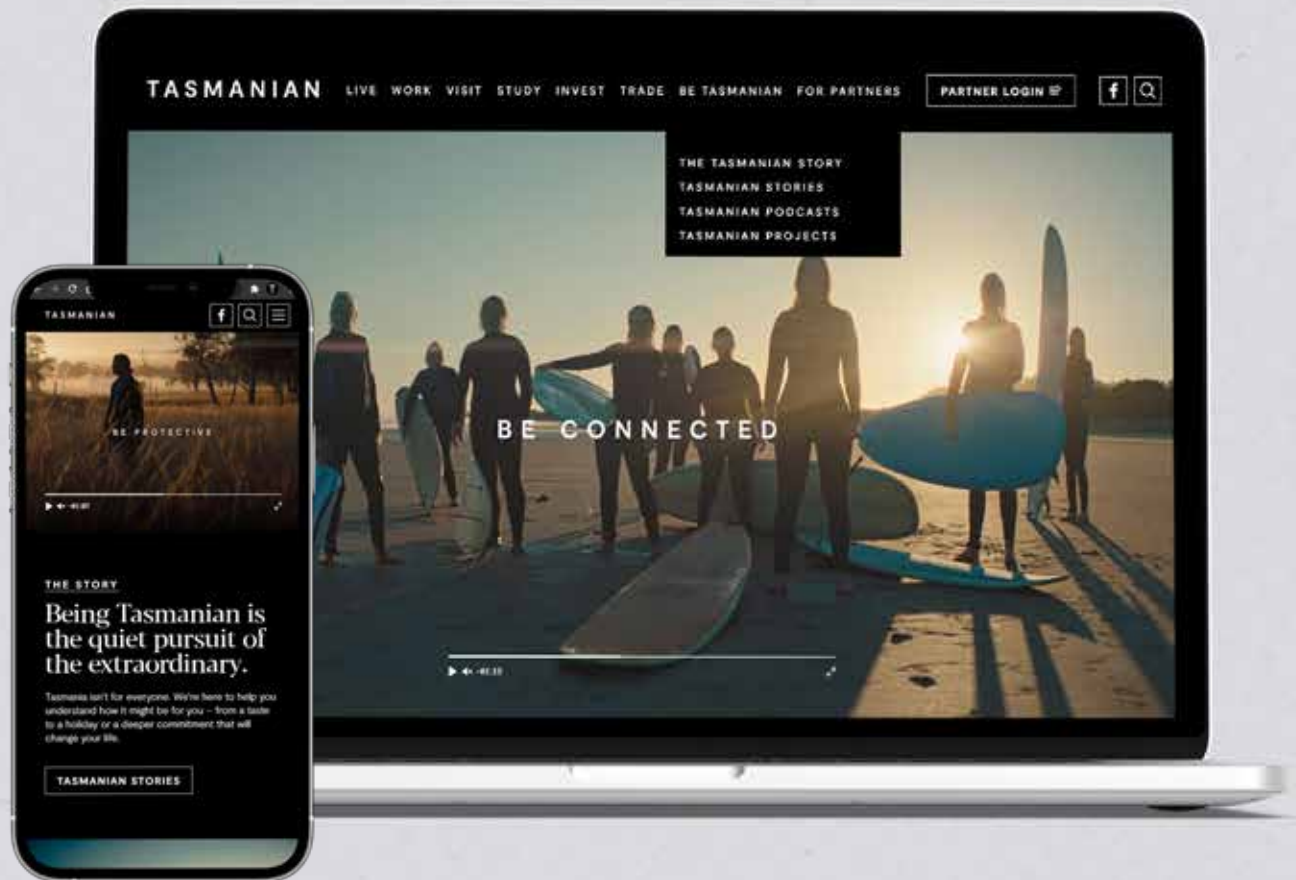 TASMANIAN LIVE WORK VISIT STUDY INVEST TRADE BE TASMANIAN FOR PARTNERS PARTNER LOGIN
THE TASMANIAN STORY
TASMANIAN STORIES
TASMANIAN PODCASTS
TASMANIAN PROJECTS
BE CONNECTED
TASMANIAN
BE PROTECTIVE
THE STORY
Being Tasmanian is
the quiet pursuit of
the extraordinary.
Tasmania isn't for everyone. We're here to help you
understand how it might be for you – from a taste
to a holiday or a deeper commitment that will
change your life.
TASMANIAN STORIES